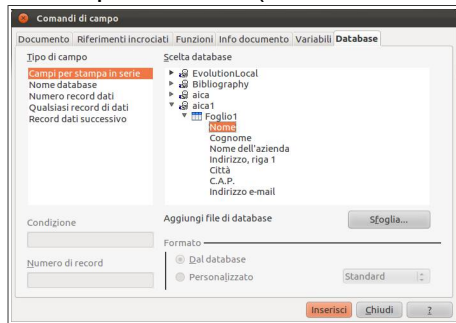 Comandi di campo
Documento Riferimenti incrociati Funzioni Info documento Variabili Database
Tipo di campo
Campi per stampa in serie
Nome database
Numero record dati
Qualsiasi record di dati
Record dati successivo
Scelta database
EvolutionLocal
Bibliography
aica
aica1
Foglio1
Nome
Cognome
Nome dell'azienda
Indirizzo, riga 1
Città
C.A.P.
Indirizzo e-mail
Condizione
Numero di record
Aggiungi file di database
Sfoglia...
Formato
Dal database
Personalizzato
Standard
Inserisci Chiudi ?